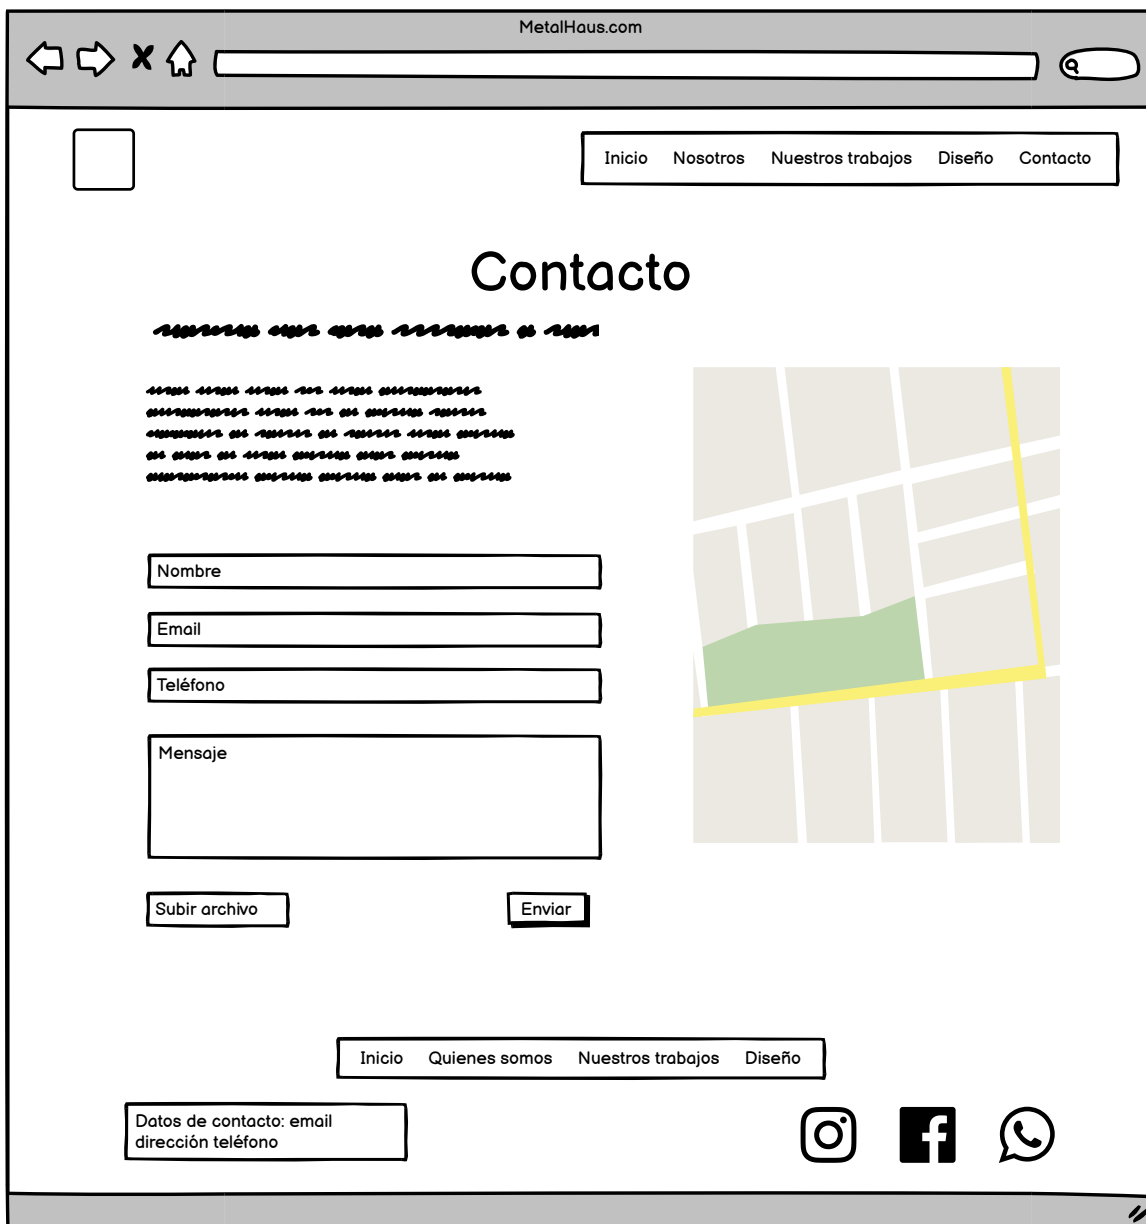 MetalHaus.com
Inicio Nosotros Nuestros trabajos Diseño Contacto
Contacto
Nombre
Email
Teléfono
Mensaje
Subir archivo
Enviar
Inicio Quienes somos Nuestros trabajos Diseño
Datos de contacto: email
dirección teléfono